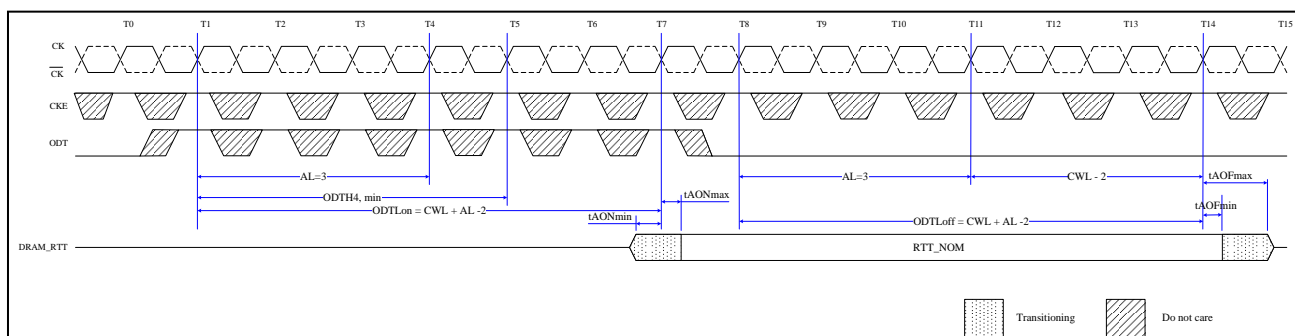 T0 T1 T2 T3 T4 T5 T6 T7 T8 T9 T10 T11 T12 T13 T14 T15
CK
CK
CKE
ODT
AL=3 AL=3 CWL - 2 tAOFmax
ODTH4, min tAONmax
ODTLon = CWL + AL -2 tAOFmin
tAONmin ODTLoff = CWL + AL -2
DRAM_RTT RTT_NOM
Transitioning Do not care